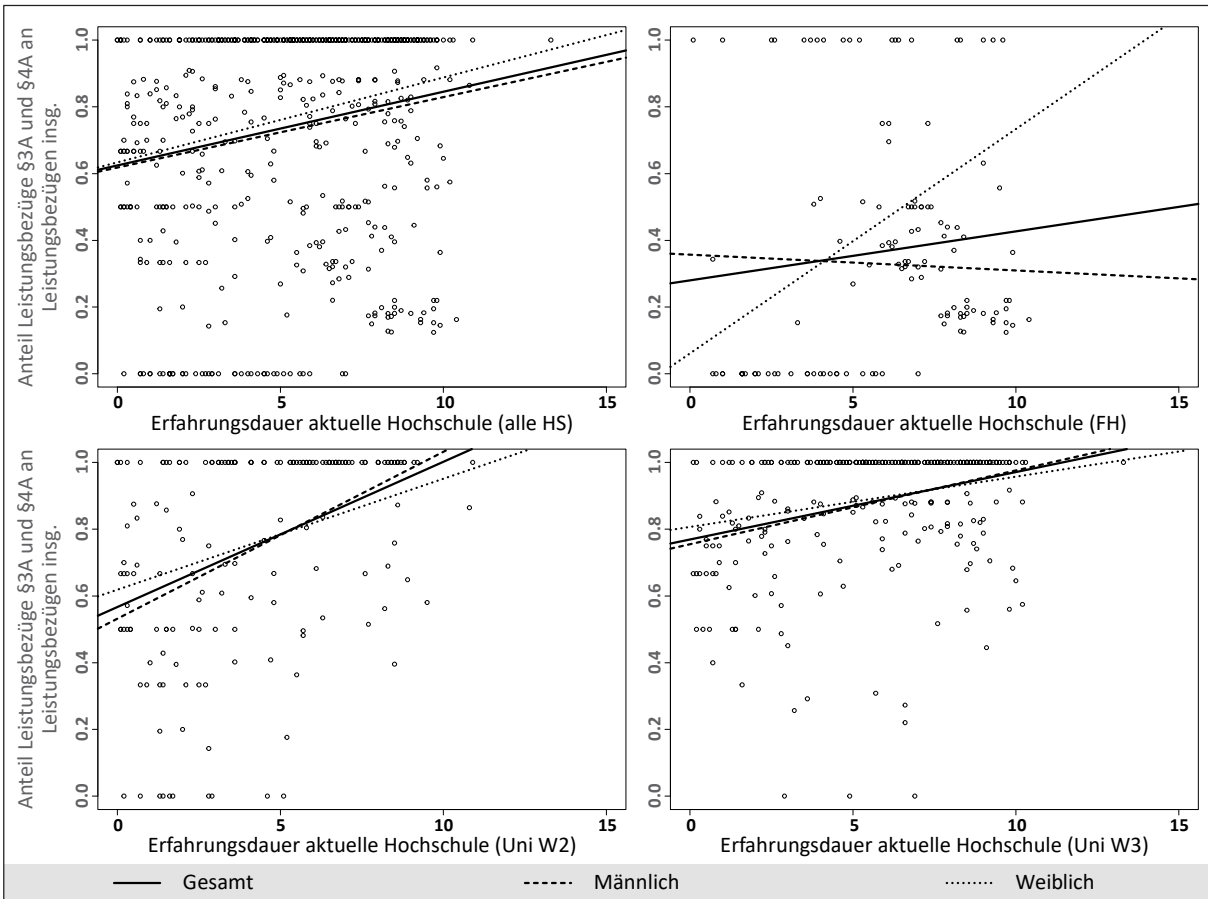 Anteil Leistungsbezüge §3A und §4A an
Leistungsbezügen insg.
1.0
0.8
0.6
0.4
0.2
0.0
0 5 10 15
Erfahrungsdauer aktuelle Hochschule (alle HS)
1.0
0.8
0.6
0.4
0.2
0.0
0 5 10 15
Erfahrungsdauer aktuelle Hochschule (FH)
Anteil Leistungsbezüge §3A und §4A an
Leistungsbezügen insg.
1.0
0.8
0.6
0.4
0.2
0.0
0 5 10 15
Erfahrungsdauer aktuelle Hochschule (Uni W2)
1.0
0.8
0.6
0.4
0.2
0.0
0 5 10 15
Erfahrungsdauer aktuelle Hochschule (Uni W3)
Gesamt Männlich Weiblich